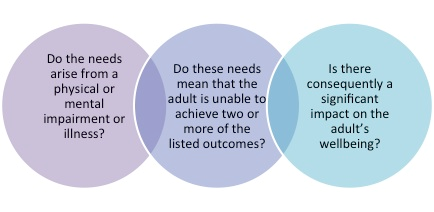 Do the needs
arise from a
physical or
mental
impairment or
illness?
Do these needs
mean that the
adult is unable to
achieve two or
more of the
listed outcomes?
Is there
consequently a
significant
impact on the
adult's
wellbeing?